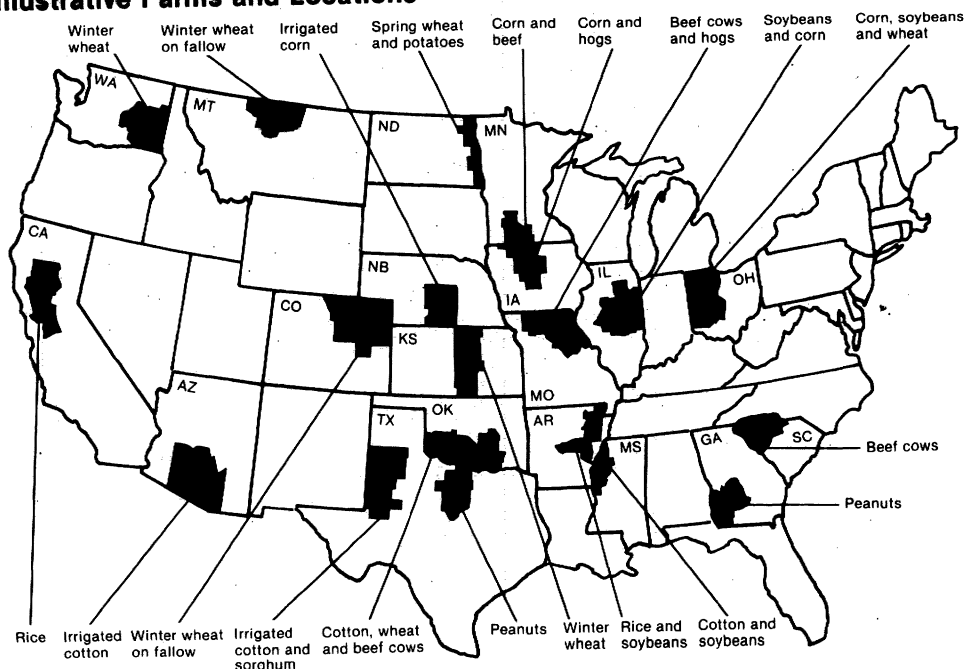 Illustrative Farms and Locations
Winter
wheat
Winter wheat
on fallow
Irrigated
corn
Spring wheat
and potatoes
Corn and
beef
Corn and
hogs
Beef cows
and hogs
Soybeans
and corn
Corn, soybeans
and wheat
WA
MT
ND
MN
CA
NB
IA
IL
OH
CO
KS
AZ
MO
TX
OK
AR
MS
GA
SC
Beef cows
Peanuts
Rice
Irrigated
cotton
Winter wheat
on fallow
Irrigated
cotton and
sorghum
Cotton, wheat
and beef cows
Peanuts
Winter
wheat
Rice and
soybeans
Cotton and
soybeans